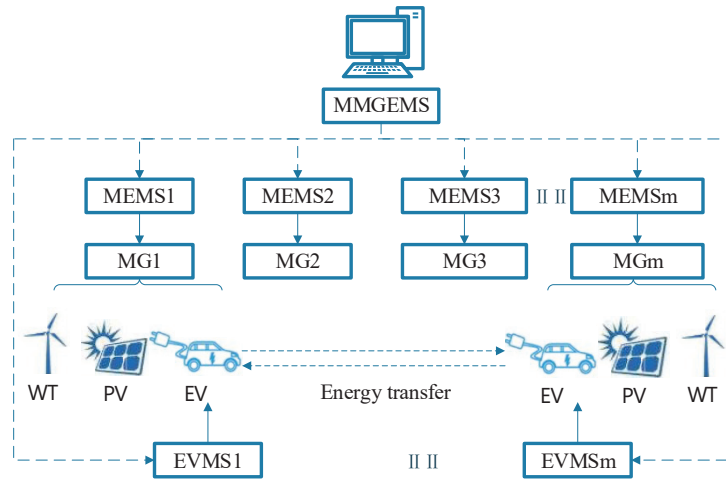 MMGEMS
MEMS1 MEMS2 MEMS3 II II MEMSm
MG1 MG2 MG3 MGm
WT PV EV Energy transfer EV PV WT
EVMS1 II II EVMSm